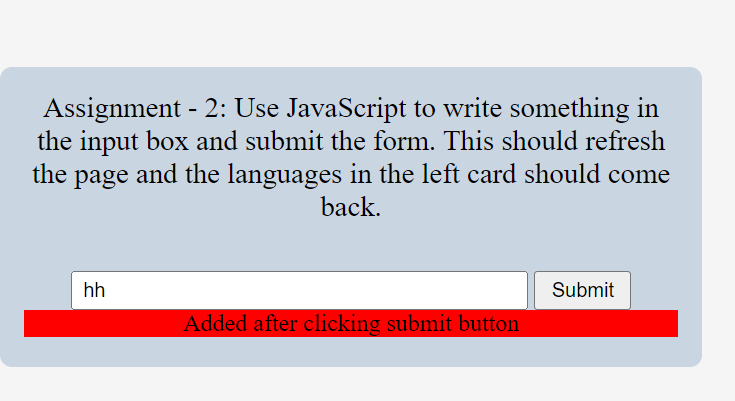 Assignment - 2: Use JavaScript to write something in
the input box and submit the form. This should refresh
the page and the languages in the left card should come
back.
hh
Submit
Added after clicking submit button